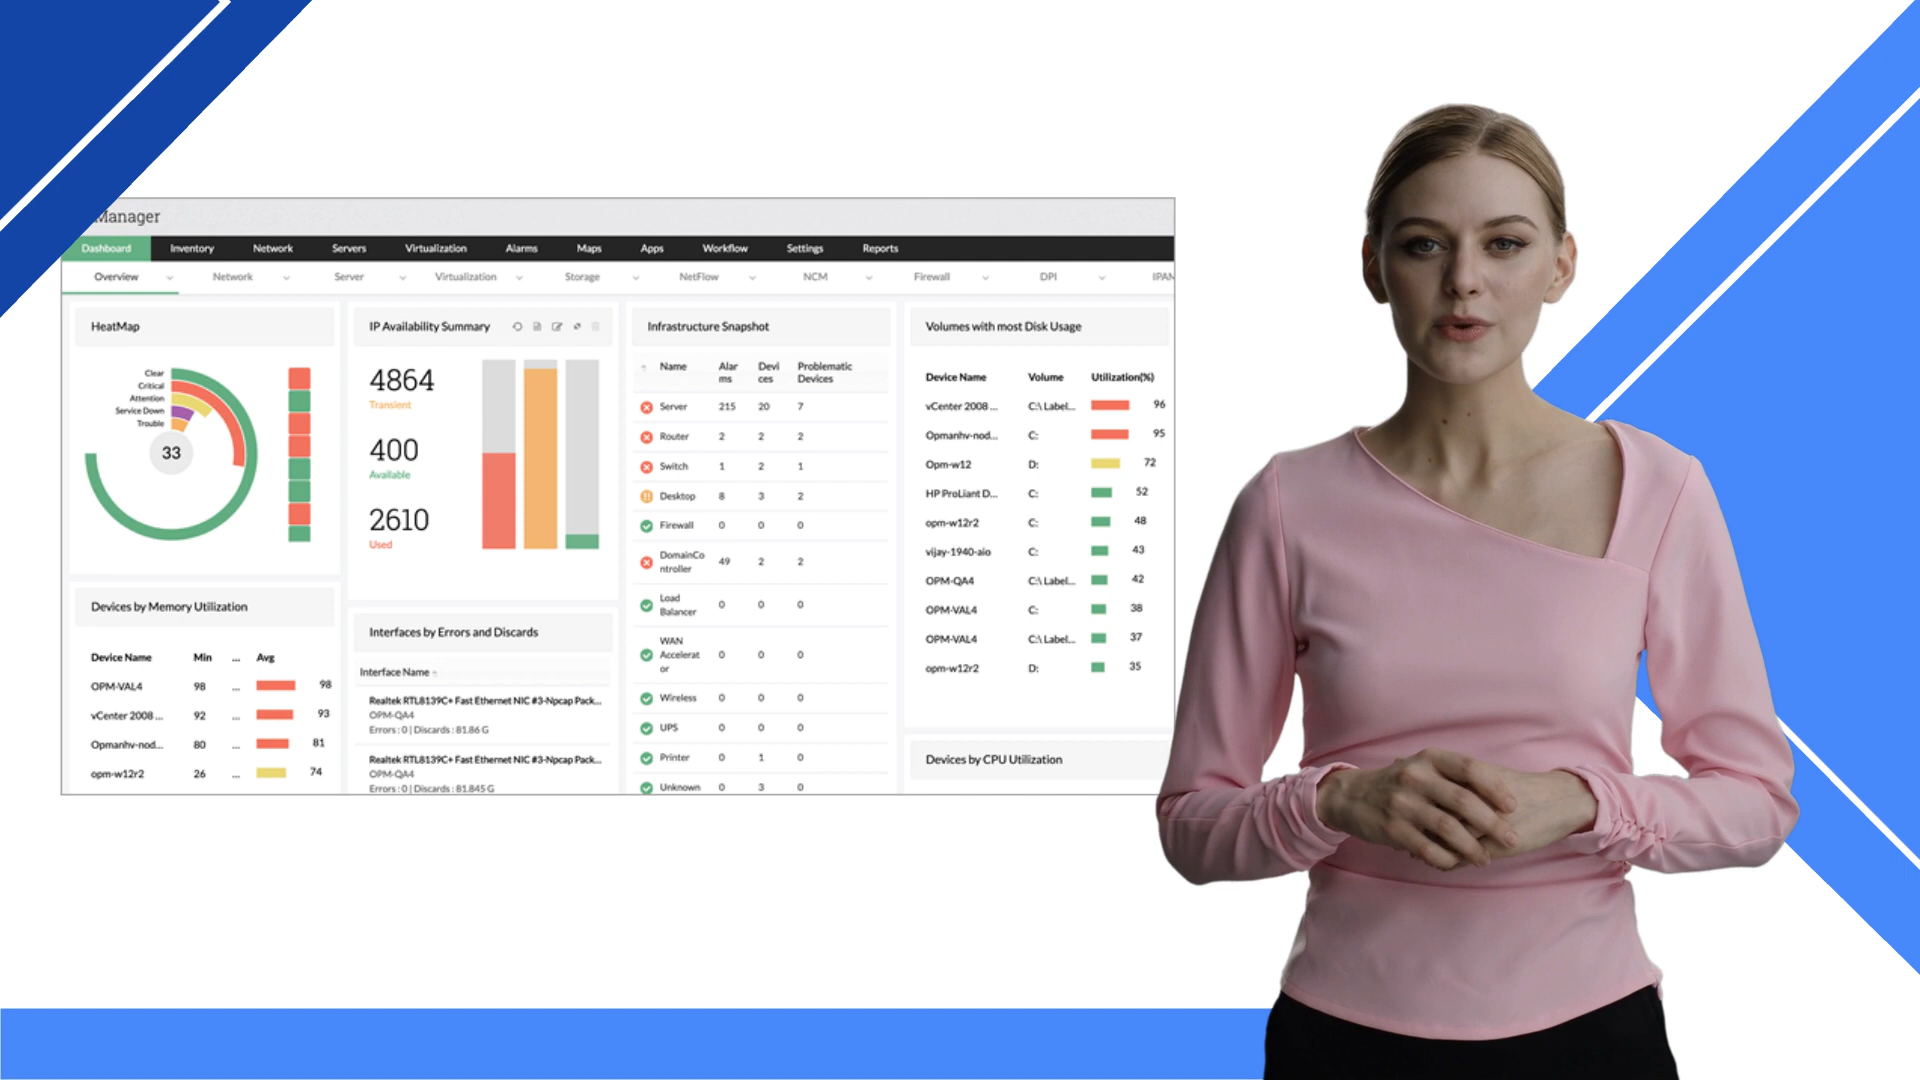 Manager
Dashboard Inventory Network Servers Virtualization Alarms Maps Apps Workflow Settings Reports
Overview Network Server Virtualization Storage NetFlow NCM Firewall DPI IPAM
HeatMap
Clear
Critical
Attention
Service Down
Trouble
33
IP Availability Summary
4864
Transient
400
Available
2610
Used
Infrastructure Snapshot
Name Alar Devi Problematic
ms ces Devices
Server 215 20 7
Router 2 2 2
Switch 1 2 1
Desktop 8 3 2
Firewall 0 0 0
DomainCo
ntroller 49 2 2
Load
Balancer 0 0 0
WAN
Accelerat 0 0 0
or
Wireless 0 0 0
UPS 0 0 0
Printer 0 1 0
Unknown 0 3 0
Volumes with most Disk Usage
Device Name Volume Utilization(%)
vCenter 2008 ... C:\ Label... 96
Opmanhv-nod... C: 95
Opm-w12 D: 72
HP ProLiant D... C: 52
opm-w12r2 C: 48
vijay-1940-aio C: 43
OPM-QA4 C:\ Label... 42
OPM-VAL4 C: 38
OPM-VAL4 C:\ Label... 37
opm-w12r2 D: 35
Devices by Memory Utilization
Device Name Min ... Avg
OPM-VAL4 98 ... 98
vCenter 2008 ... 92 ... 93
Opmanhv-nod... 80 ... 81
opm-w12r2 26 ... 74
Interfaces by Errors and Discards
Interface Name
Realtek RTL8139C+ Fast Ethernet NIC #3-Npcap Pack...
OPM-QA4
Errors : 0 | Discards : 81.86 G
Realtek RTL8139C+ Fast Ethernet NIC #3-Npcap Pack...
OPM-QA4
Errors : 0 | Discards : 81.845 G
Devices by CPU Utilization